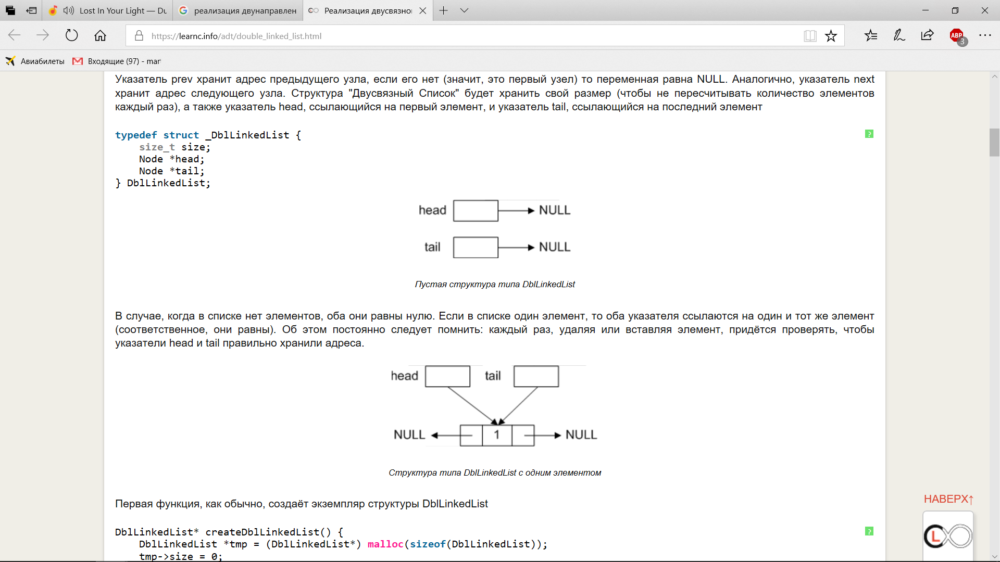 Lost In Your Light — Du
реализация двунаправлен
Реализация двусвязно
https://learnc.info/adt/double_linked_list.html
ABP
3
Авиабилеты
Входящие (97) - mar
Указатель prev хранит адрес предыдущего узла, если его нет (значит, это первый узел) то переменная равна NULL. Аналогично, указатель next
хранит адрес следующего узла. Структура "Двусвязный Список" будет хранить свой размер (чтобы не пересчитывать количество элементов
каждый раз), а также указатель head, ссылающийся на первый элемент, и указатель tail, ссылающийся на последний элемент
typedef struct _DblLinkedList {
?
size_t size;
Node *head;
Node *tail;
} DblLinkedList;
head
NULL
tail
NULL
Пустая структура типа DblLinkedList
В случае, когда в списке нет элементов, оба они равны нулю. Если в списке один элемент, то оба указателя ссылаются на один и тот же элемент
(соответственное, они равны). Об этом постоянно следует помнить: каждый раз, удаляя или вставляя элемент, придётся проверять, чтобы
указатели head и tail правильно хранили адреса.
head
tail
NULL
1
NULL
Структура типа DblLinkedList с одним элементом
Первая функция, как обычно, создаёт экземпляр структуры DblLinkedList
НАВЕРХ↑
DblLinkedList* createDblLinkedList() {
?
DblLinkedList *tmp = (DblLinkedList*) malloc(sizeof(DblLinkedList));
tmp->size = 0;
L